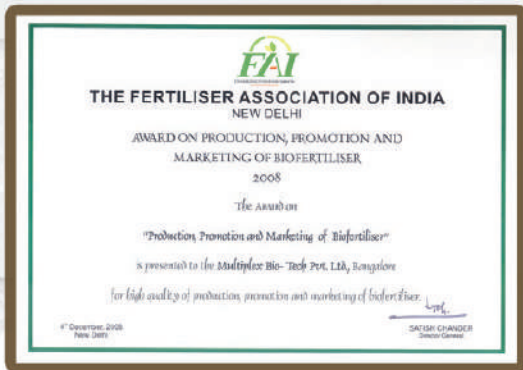 FAI
THE FERTILISER ASSOCIATION OF INDIA
NEW DELHI
AWARD ON PRODUCTION, PROMOTION AND
MARKETING OF BIOFERTILISER
2008
The Award on
"Production, Promotion and Marketing of Biofertiliser"
is presented to the Multiplex Bio- Tech Pvt. Ltd., Bangalore
for high quality of production, promotion and marketing of biofertiliser.
4th December, 2008
New Delhi
SATISH CHANDER
Director General